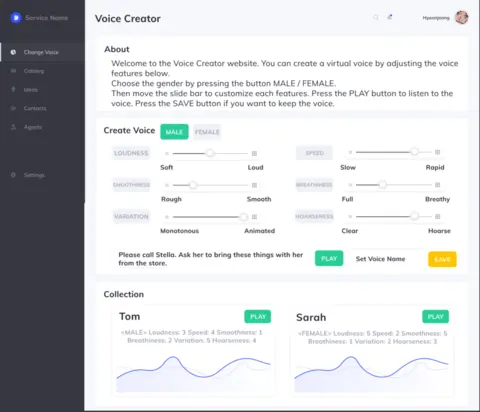 Service Name
Voice Creator
Hyeonjeong
Change Voice
Catalog
Ideas
Contacts
Agents
Settings
About
Welcome to the Voice Creator website. You can create a virtual voice by adjusting the voice
features below.
Choose the gender by pressing the button MALE / FEMALE.
Then move the slide bar to customize each features. Press the PLAY button to listen to the
voice. Press the SAVE button if you want to keep the voice.
Create Voice MALE FEMALE
LOUDNESS SPEED
Soft Loud Slow Rapid
SMOOTHNESS BREATHINESS
Rough Smooth Full Breathy
VARIATION HOARSENESS
Monotonous Animated Clear Hoarse
Please call Stella. Ask her to bring these things with her
from the store.
PLAY Set Voice Name SAVE
Collection
Tom PLAY Sarah PLAY
<MALE> Loudness: 3 Speed: 4 Smoothness: 1
Breathiness: 2 Variation: 5 Hoarseness: 4
<FEMALE> Loudness: 5 Speed: 2 Smoothness: 5
Breathiness: 1 Variation: 2 Hoarseness: 3